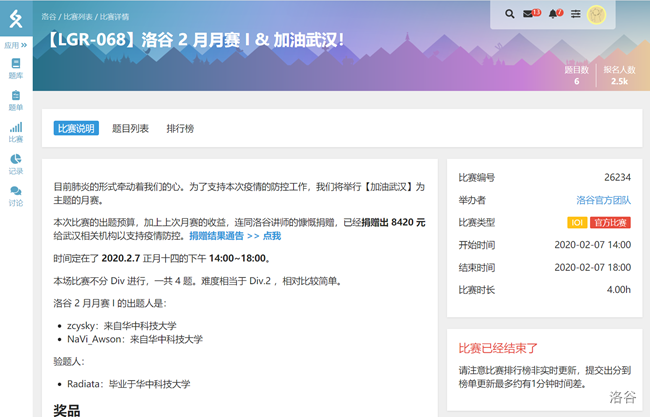 洛谷 / 比赛列表 / 比赛详情
13
7
【LGR-068】洛谷 2 月月赛 I & 加油武汉！
题目数 报名人数
6 2.5k
应用
题库
题单
比赛
记录
讨论
比赛说明 题目列表 排行榜
目前肺炎的形式牵动着我们的心。为了支持本次疫情的防控工作，我们将举行【加油武汉】为
主题的月赛。
本次比赛的出题预算，加上上次月赛的收益，连同洛谷讲师的慷慨捐赠，已经捐赠出 8420 元
给武汉相关机构以支持疫情防控。捐赠结果通告 >> 点我
时间定在了 2020.2.7 正月十四的下午 14:00~18:00。
本场比赛不分 Div 进行，一共 4 题。难度相当于 Div.2 ，相对比较简单。
洛谷 2 月月赛 I 的出题人是：
• zcysky：来自华中科技大学
• NaVi_Awson：来自华中科技大学
验题人：
• Radiata：毕业于华中科技大学
奖品
比赛编号 26234
举办者 洛谷官方团队
比赛类型 IOI 官方比赛
开始时间 2020-02-07 14:00
结束时间 2020-02-07 18:00
比赛时长 4.00h
比赛已经结束了
请注意比赛排行榜非实时更新，提交出分到
榜单更新最多约有1分钟时间差。
洛谷